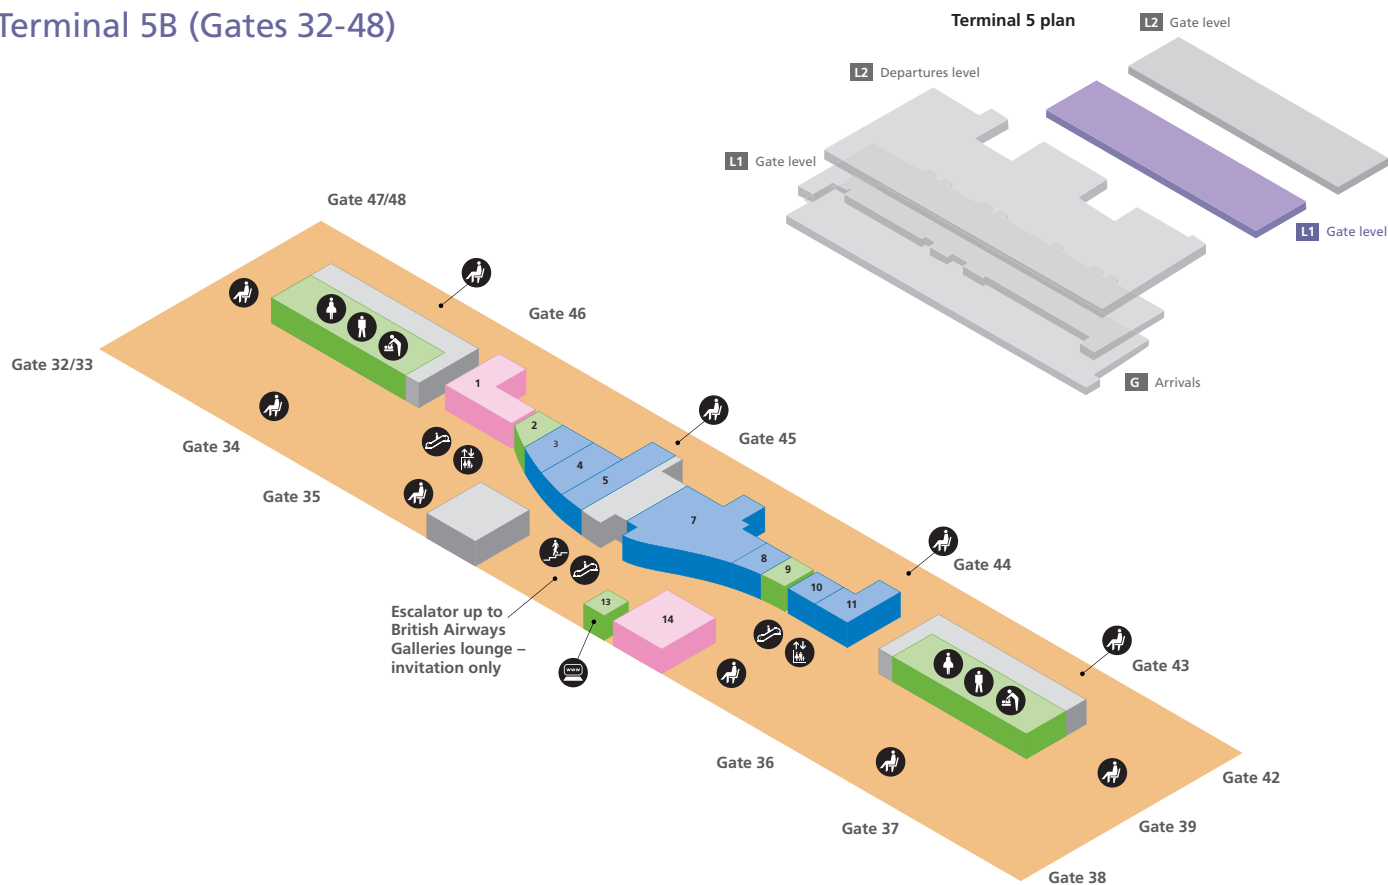 Terminal 5B (Gates 32-48)
Terminal 5 plan
L2 Gate level
L2 Departures level
L1 Gate level
L1 Gate level
G Arrivals
Gate 47/48
Gate 46
Gate 32/33
1
2
3
4
5
Gate 45
Gate 34
Gate 35
7
8
9
10
11
Gate 44
13
14
Escalator up to
British Airways
Galleries lounge –
invitation only
www
Gate 43
Gate 36
Gate 42
Gate 37
Gate 39
Gate 38